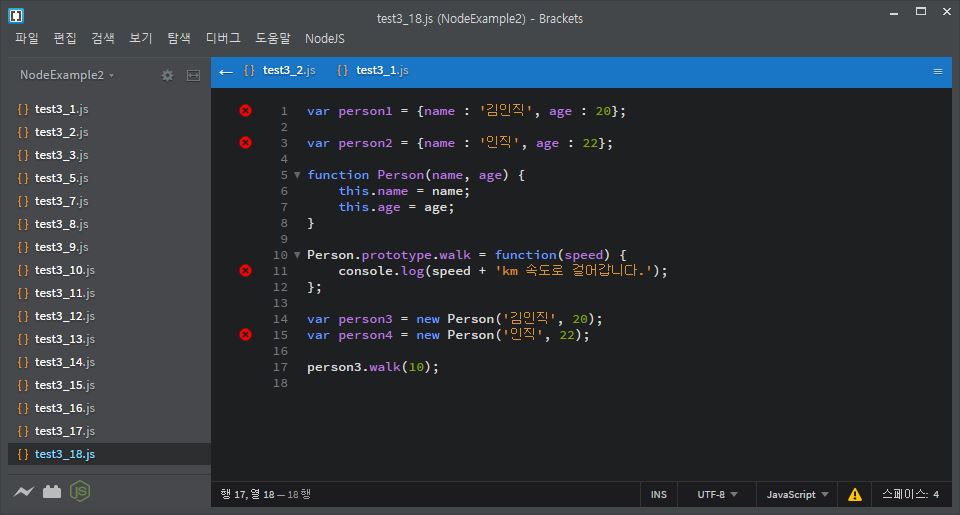 test3_18.js (NodeExample2) - Brackets
파일 편집 검색 보기 탐색 디버그 도움말 NodeJS
NodeExample2
test3_1.js
test3_2.js
test3_3.js
test3_5.js
test3_7.js
test3_8.js
test3_9.js
test3_10.js
test3_11.js
test3_12.js
test3_13.js
test3_14.js
test3_15.js
test3_16.js
test3_17.js
test3_18.js
JS
← {} test3_2.js {} test3_1.js
1 var person1 = {name : '김인직', age : 20};
2
3 var person2 = {name : '인직', age : 22};
4
5 function Person(name, age) {
6     this.name = name;
7     this.age = age;
8 }
9
10 Person.prototype.walk = function(speed) {
11     console.log(speed + 'km 속도로 걸어갑니다.');
12 };
13
14 var person3 = new Person('김인직', 20);
15 var person4 = new Person('인직', 22);
16
17 person3.walk(10);
18
행 17, 열 18 — 18 행 INS UTF-8 JavaScript 스페이스: 4